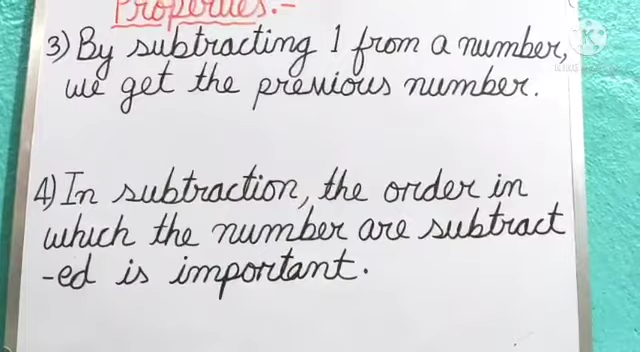 Properties:-
3) By subtracting 1 from a number,
we get the previous number.
4) In subtraction, the order in
which the number are subtract
-ed is important.